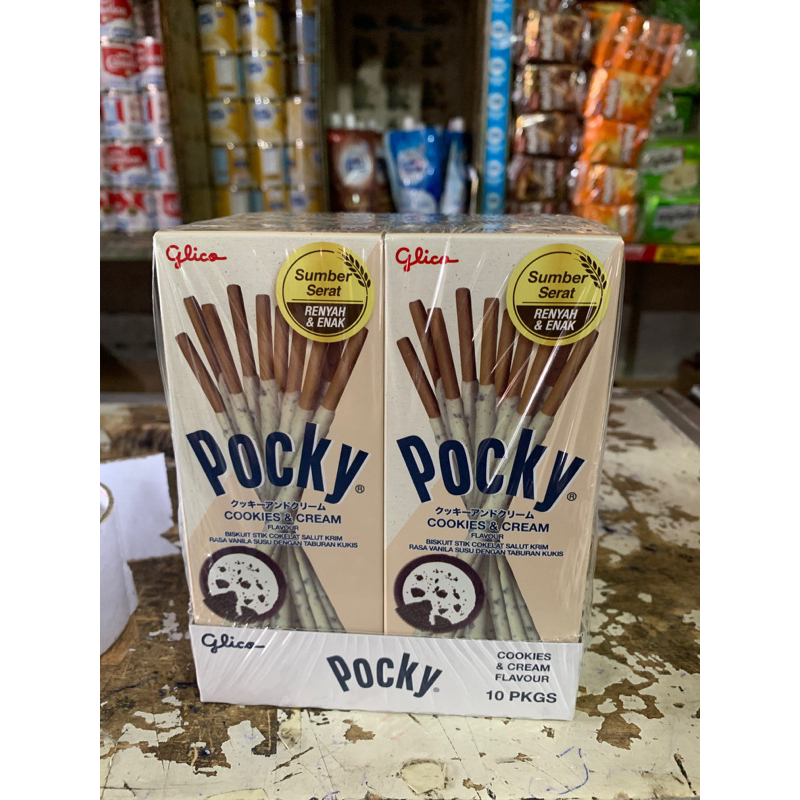 Glico
Sumber
Serat
RENYAH
& ENAK
Pocky®
クッキーアンドクリーム
COOKIES & CREAM
FLAVOUR
BISKUIT STIK COKELAT SALUT KRIM
RASA VANILA SUSU DENGAN TABURAN KUKIS
Glico
Sumber
Serat
RENYAH
& ENAK
Pocky®
クッキーアンドクリーム
COOKIES & CREAM
FLAVOUR
BISKUIT STIK COKELAT SALUT KRIM
RASA VANILA SUSU DENGAN TABURAN KUKIS
Glico
Pocky®
COOKIES
& CREAM
FLAVOUR
10 PKGS